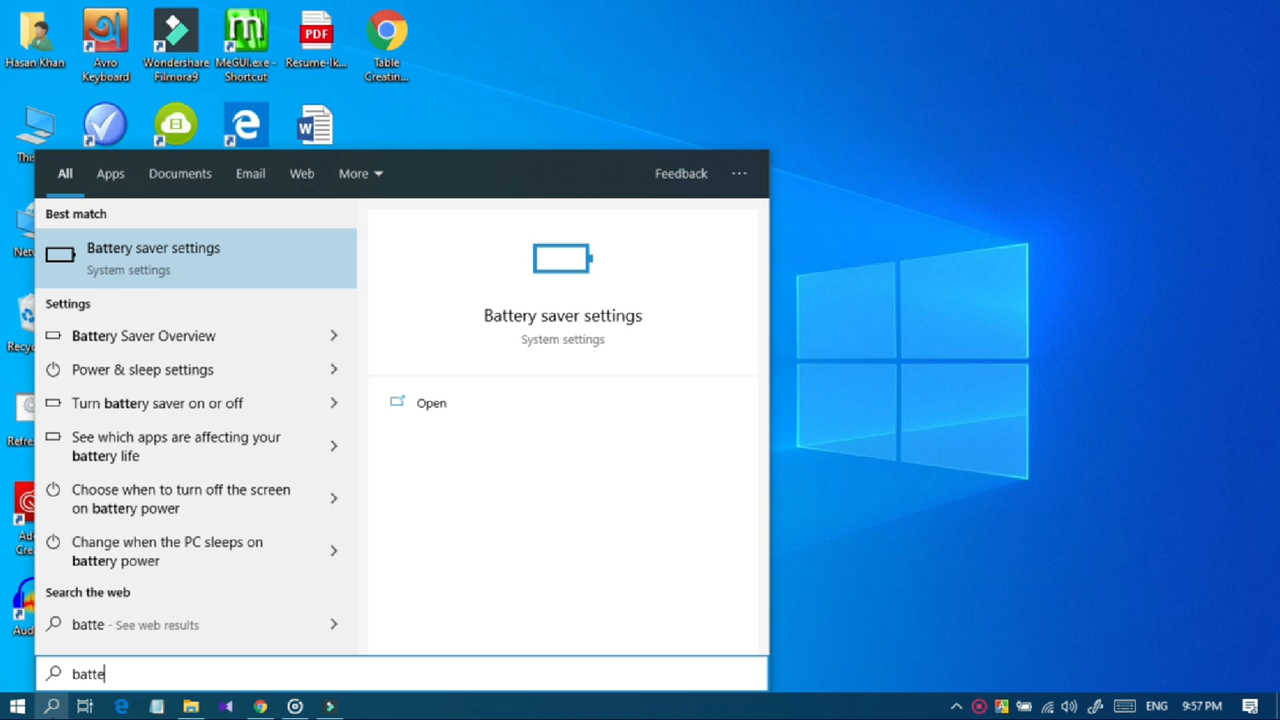 Hasan Khan
Avro
Keyboard
Wondershare
Filmora9
MeGUI.exe -
Shortcut
PDF
Resume-Ik...
Table
Creatin...
All
Apps
Documents
Email
Web
More
Feedback
...
Best match
Battery saver settings
System settings
Settings
Battery Saver Overview
Power & sleep settings
Turn battery saver on or off
See which apps are affecting your
battery life
Choose when to turn off the screen
on battery power
Change when the PC sleeps on
battery power
Search the web
batte - See web results
batte
Battery saver settings
System settings
Open
ENG
9:57 PM